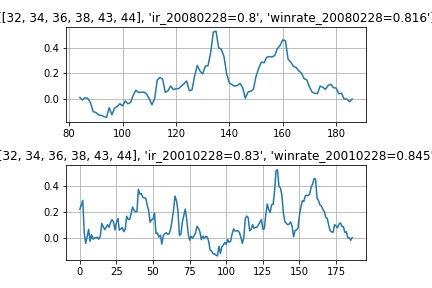 [32, 34, 36, 38, 43, 44], 'ir_20080228=0.8', 'winrate_20080228=0.816']
0.4
0.2
0.0
80 100 120 140 160 180
[32, 34, 36, 38, 43, 44], 'ir_20010228=0.83', 'winrate_20010228=0.845'
0.4
0.2
0.0
0 25 50 75 100 125 150 175